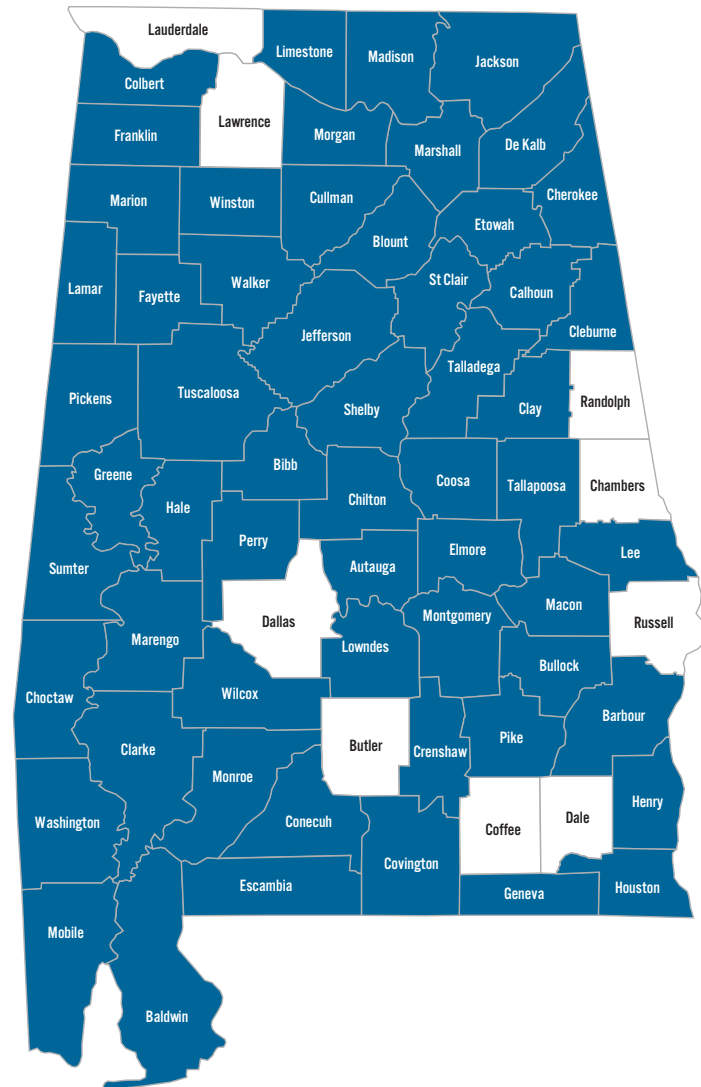 Lauderdale
Limestone
Madison
Jackson
Colbert
Lawrence
Franklin
Morgan
Marshall
De Kalb
Cherokee
Marion
Winston
Cullman
Etowah
Blount
St Clair
Lamar
Fayette
Walker
Calhoun
Cleburne
Jefferson
Talladega
Pickens
Tuscaloosa
Shelby
Clay
Randolph
Greene
Bibb
Coosa
Tallapoosa
Chambers
Hale
Chilton
Perry
Elmore
Lee
Sumter
Autauga
Dallas
Montgomery
Macon
Russell
Marengo
Lowndes
Bullock
Choctaw
Wilcox
Barbour
Clarke
Butler
Crenshaw
Pike
Monroe
Henry
Washington
Conecuh
Coffee
Dale
Covington
Escambia
Geneva
Houston
Mobile
Baldwin